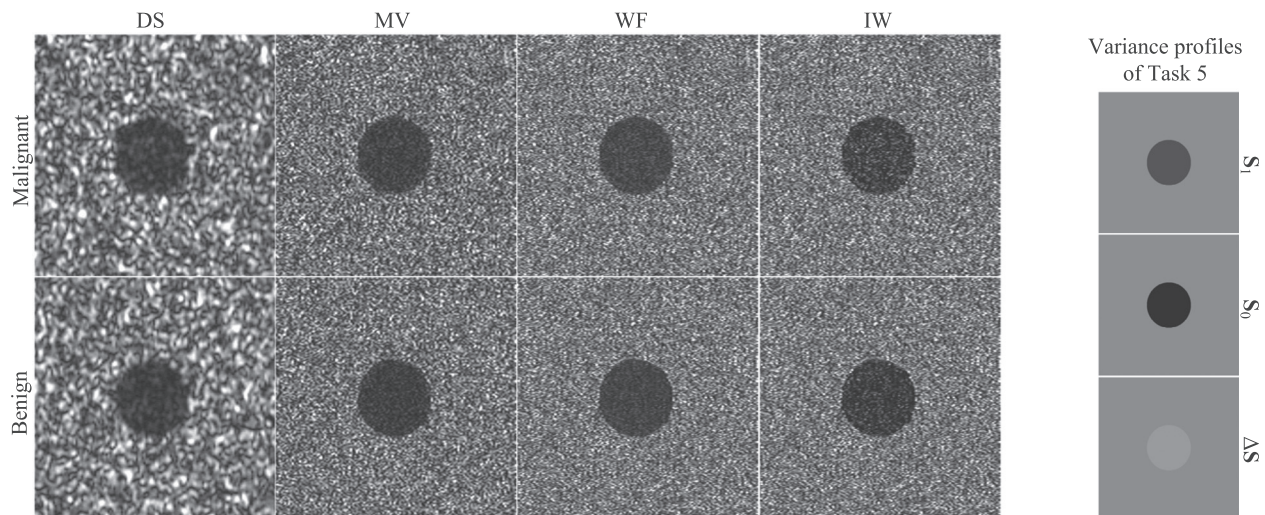 DS MV WF IW
Variance profiles
of Task 5
Malignant
Benign
S₁
S₀
ΔS